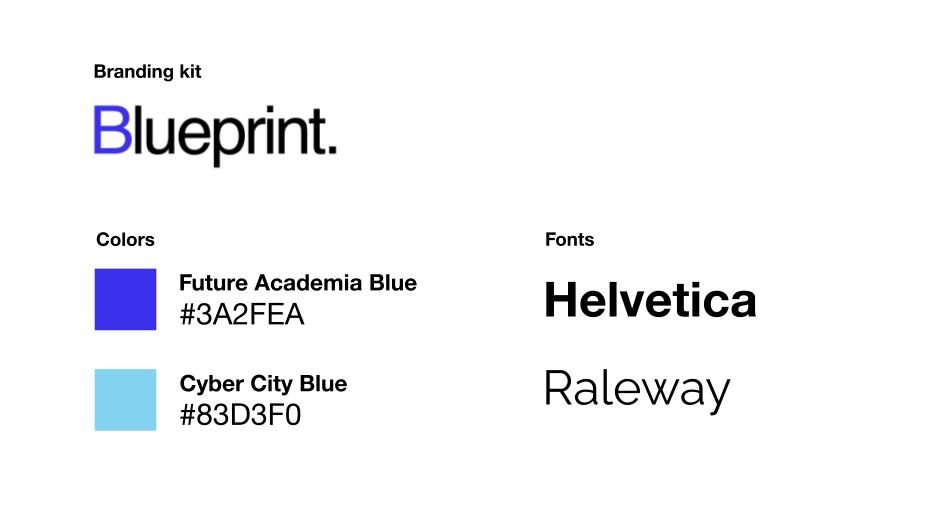 Branding kit
Blueprint.
Colors
Future Academia Blue
#3A2FEA
Cyber City Blue
#83D3F0
Fonts
Helvetica
Raleway